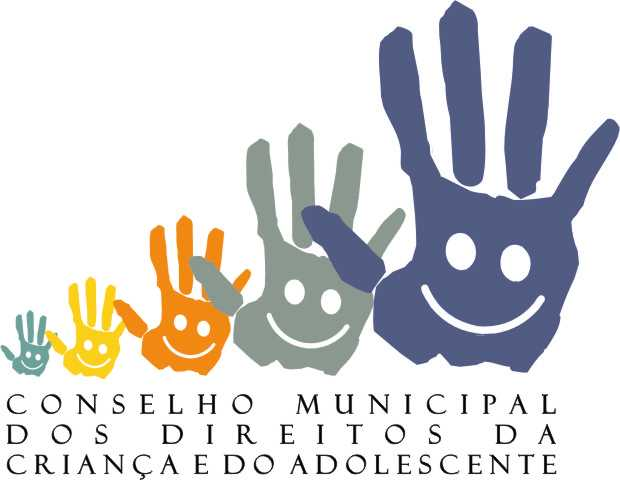 CONSELHO MUNICIPAL
DOS DIREITOS DA
CRIANÇA E DO ADOLESCENTE